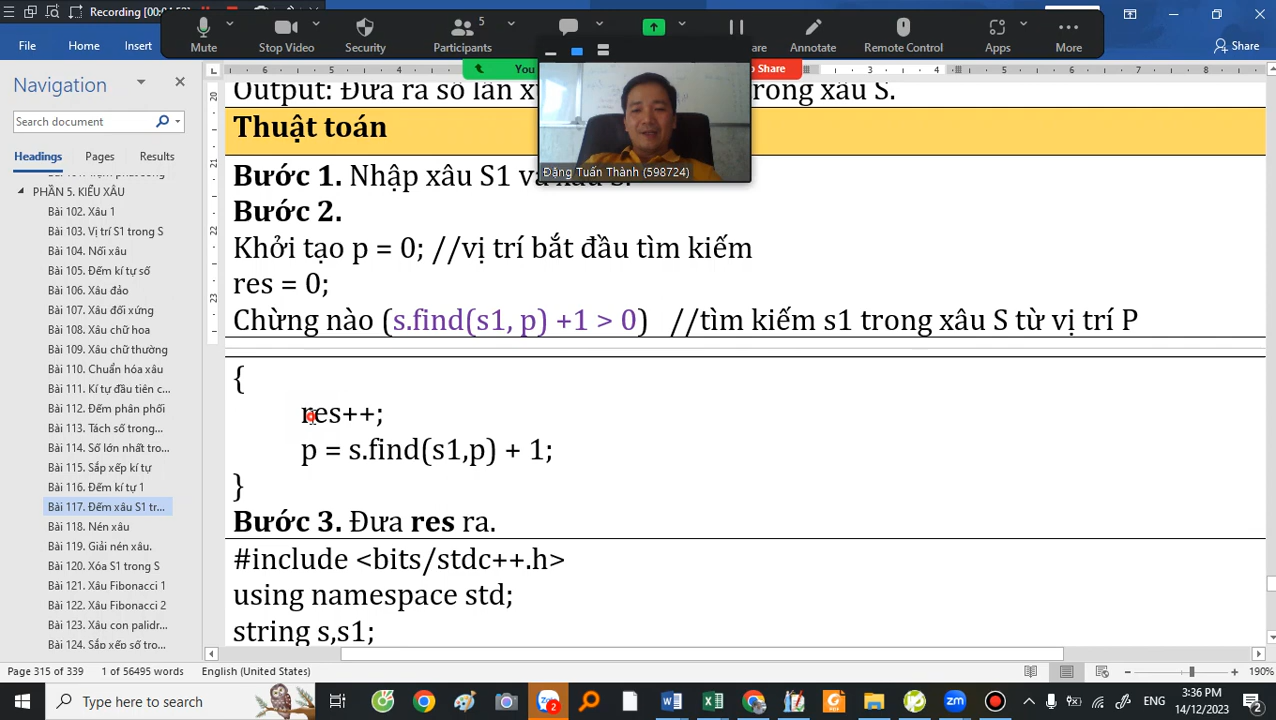 Recording
Mute
Stop Video
Security
5
Participants
Annotate
Remote Control
Apps
More
File
Home
Insert
Share
You
Share
Navigation
Search document
Headings
Pages
Results
PHẦN 5. KIỂU XÂU
Bài 102. Xâu 1
Bài 103. Vị trí S1 trong S
Bài 104. Nối xâu
Bài 105. Đếm kí tự số
Bài 106. Xâu đảo
Bài 107. Xâu đối xứng
Bài 108. Xâu chữ hoa
Bài 109. Xâu chữ thường
Bài 110. Chuẩn hóa xâu
Bài 111. Kí tự đầu tiên c...
Bài 112. Đếm phân phối
Bài 113. Tách số trong...
Bài 114. Số lớn nhất tro...
Bài 115. Sắp xếp kí tự
Bài 116. Đếm kí tự 1
Bài 117. Đếm xâu S1 tr...
Bài 118. Nén xâu
Bài 119. Giải nén xâu.
Bài 120. Xóa S1 trong S
Bài 121. Xâu Fibonacci 1
Bài 122. Xâu Fibonacci 2
Bài 123. Xâu con palidr...
Bài 124. Sắp xếp số tro...
Output: Đưa ra số lần trong xâu S.
Đặng Tuấn Thành (598724)
Thuật toán
Bước 1. Nhập xâu S1 và xâu S.
Bước 2.
Khởi tạo p = 0; //vị trí bắt đầu tìm kiếm
res = 0;
Chừng nào (s.find(s1, p) +1 > 0) //tìm kiếm s1 trong xâu S từ vị trí P
{
res++;
p = s.find(s1,p) + 1;
}
Bước 3. Đưa res ra.
#include <bits/stdc++.h>
using namespace std;
string s,s1;
Page 315 of 339
1 of 56495 words
English (United States)
190%
Type here to search
ENG
3:36 PM
14/12/2023